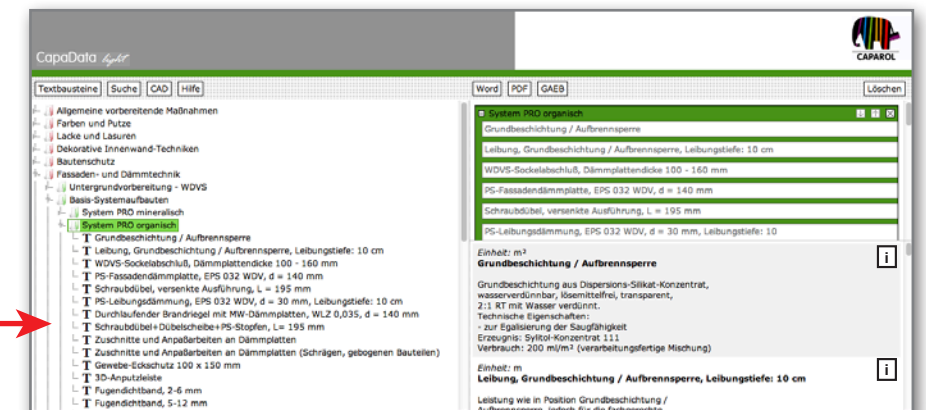 CapaData light
CAPAROL
Textbausteine Suche CAD Hilfe
Word PDF GAEB Löschen
Allgemeine vorbereitende Maßnahmen
Farben und Putze
Lacke und Lasuren
Dekorative Innenwand-Techniken
Bautenschutz
Fassaden- und Dämmtechnik
Untergrundvorbereitung - WDVS
Basis-Systemaufbauten
System PRO mineralisch
System PRO organisch
T Grundbeschichtung / Aufbrennsperre
T Leibung, Grundbeschichtung / Aufbrennsperre, Leibungstiefe: 10 cm
T WDVS-Sockelabschluß, Dämmplattendicke 100 - 160 mm
T PS-Fassadendämmplatte, EPS 032 WDV, d = 140 mm
T Schraubdübel, versenkte Ausführung, L = 195 mm
T PS-Leibungsdämmung, EPS 032 WDV, d = 30 mm, Leibungstiefe: 10 cm
T Durchlaufender Brandriegel mit MW-Dämmplatten, WLZ 0,035, d = 140 mm
T Schraubdübel+Dübelscheibe+PS-Stopfen, L= 195 mm
T Zuschnitte und Anpaßarbeiten an Dämmplatten
T Zuschnitte und Anpaßarbeiten an Dämmplatten (Schrägen, gebogenen Bauteilen)
T Gewebe-Eckschutz 100 x 150 mm
T 3D-Anputzleiste
T Fugendichtband, 2-6 mm
T Fugendichtband, 5-12 mm
System PRO organisch
Grundbeschichtung / Aufbrennsperre
Leibung, Grundbeschichtung / Aufbrennsperre, Leibungstiefe: 10 cm
WDVS-Sockelabschluß, Dämmplattendicke 100 - 160 mm
PS-Fassadendämmplatte, EPS 032 WDV, d = 140 mm
Schraubdübel, versenkte Ausführung, L = 195 mm
PS-Leibungsdämmung, EPS 032 WDV, d = 30 mm, Leibungstiefe: 10
Einheit: m²
Grundbeschichtung / Aufbrennsperre
i
Grundbeschichtung aus Dispersions-Silikat-Konzentrat,
wasserverdünnbar, lösemittelfrei, transparent,
2:1 RT mit Wasser verdünnt.
Technische Eigenschaften:
- zur Egalisierung der Saugfähigkeit
Erzeugnis: Sylitol-Konzentrat 111
Verbrauch: 200 ml/m² (verarbeitungsfertige Mischung)
Einheit: m
Leibung, Grundbeschichtung / Aufbrennsperre, Leibungstiefe: 10 cm
i
Leistung wie in Position Grundbeschichtung /
Aufbrennsperre, jedoch für die fachgerechte